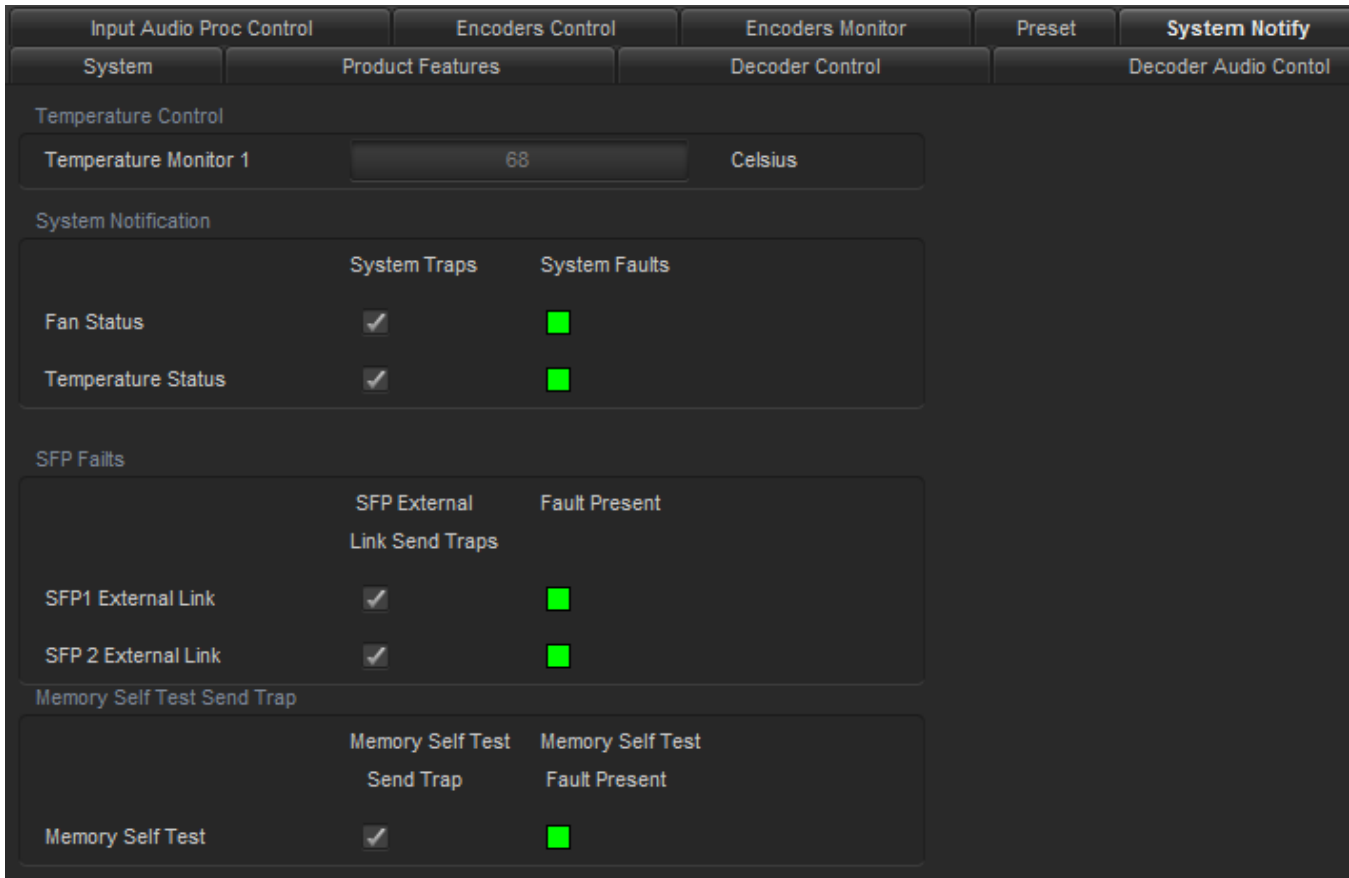 Input Audio Proc Control Encoders Control Encoders Monitor Preset System Notify
System Product Features Decoder Control Decoder Audio Contol
Temperature Control
Temperature Monitor 1 68 Celsius
System Notification
System Traps System Faults
Fan Status
Temperature Status
SFP Failts
SFP External Fault Present
Link Send Traps
SFP1 External Link
SFP 2 External Link
Memory Self Test Send Trap
Memory Self Test Memory Self Test
Send Trap Fault Present
Memory Self Test